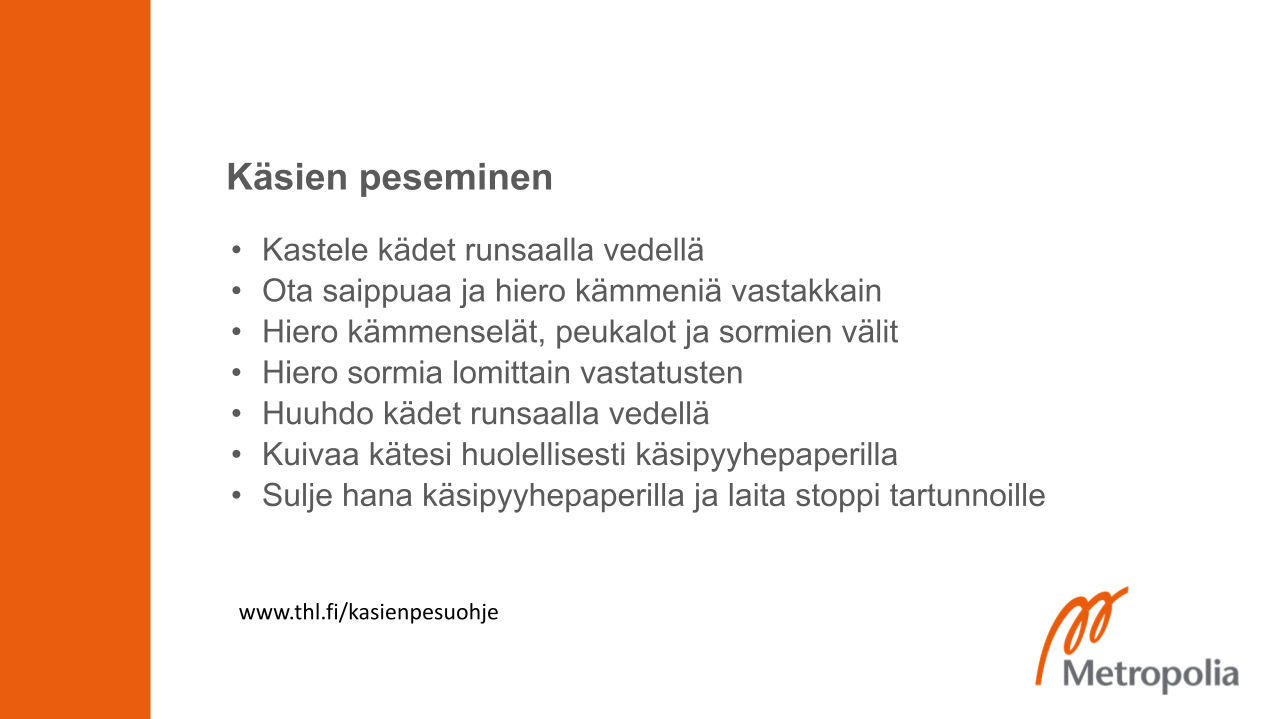 Käsien peseminen
• Kastele kädet runsaalla vedellä
• Ota saippuaa ja hiero kämmeniä vastakkain
• Hiero kämmenselät, peukalot ja sormien välit
• Hiero sormia lomittain vastatusten
• Huuhdo kädet runsaalla vedellä
• Kuivaa kätesi huolellisesti käsipyyhepaperilla
• Sulje hana käsipyyhepaperilla ja laita stoppi tartunnoille
www.thl.fi/kasienpesuohje
Metropolia